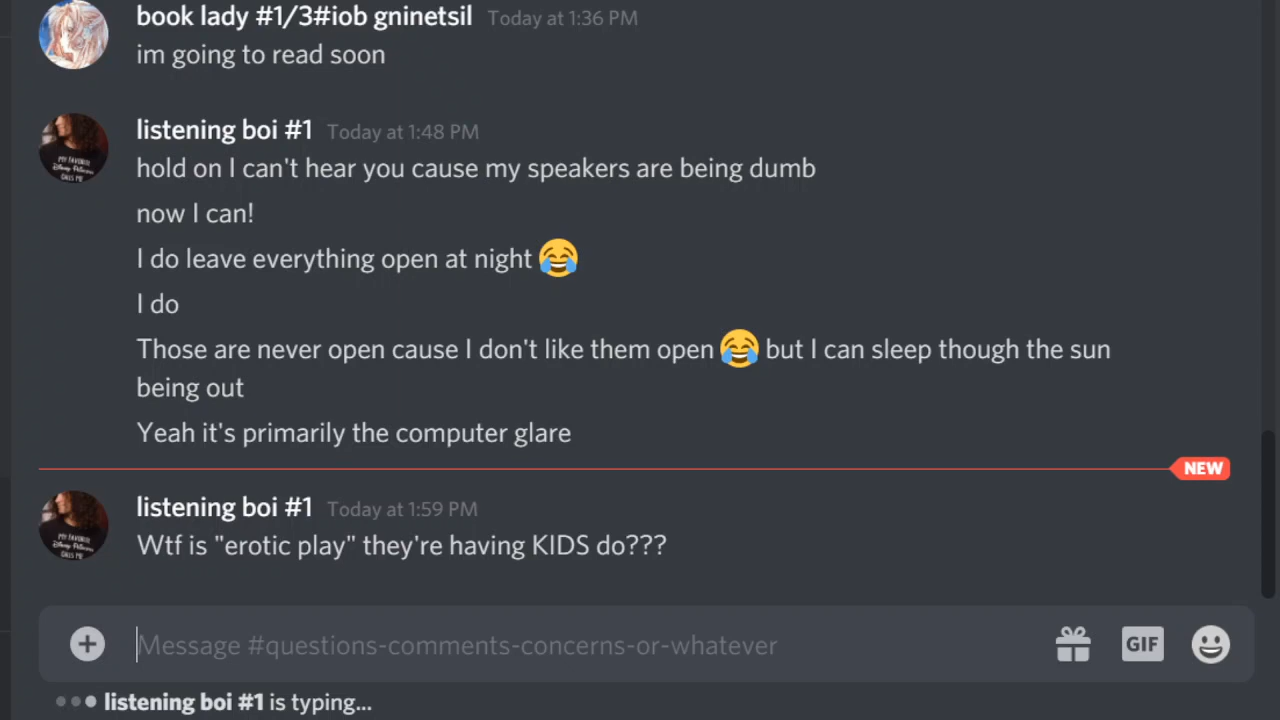 book lady #1/3#iob gninetsil Today at 1:36 PM
im going to read soon
listening boi #1 Today at 1:48 PM
hold on I can't hear you cause my speakers are being dumb
now I can!
I do leave everything open at night 😂
I do
Those are never open cause I don't like them open 😂 but I can sleep though the sun
being out
Yeah it's primarily the computer glare
NEW
listening boi #1 Today at 1:59 PM
Wtf is "erotic play" they're having KIDS do???
Message #questions-comments-concerns-or-whatever
GIF
listening boi #1 is typing...